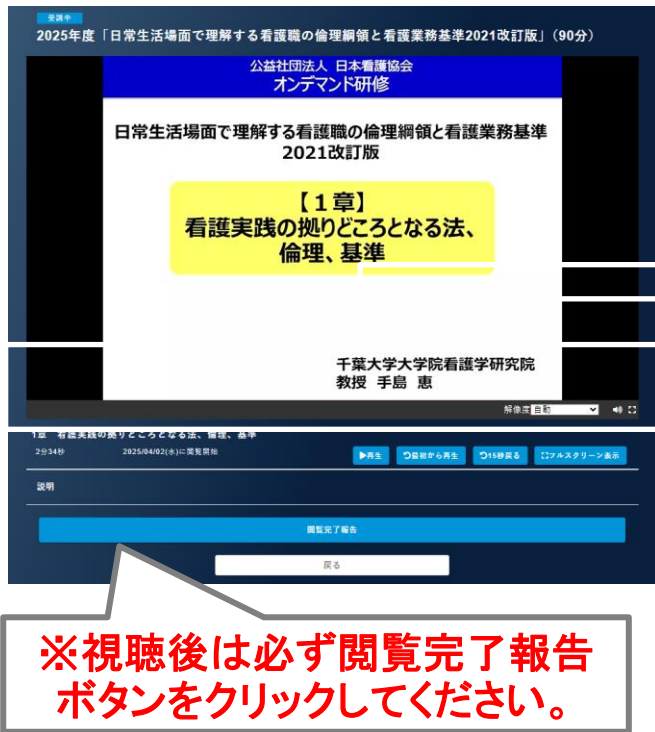 受講中
2025年度「日常生活場面で理解する看護職の倫理綱領と看護業務基準2021改訂版」（90分）
公益社団法人 日本看護協会
オンデマンド研修
日常生活場面で理解する看護職の倫理綱領と看護業務基準
2021改訂版
【1章】
看護実践の拠りどころとなる法、
倫理、基準
千葉大学大学院看護学研究院
教授 手島 恵
解像度 自動
1章 看護実践の拠りどころとなる法、倫理、基準
2分34秒 2025/04/02(水)に閲覧開始 ▶再生 最初から再生 15秒戻る フルスクリーン表示
説明
閲覧完了報告
戻る
※視聴後は必ず閲覧完了報告
ボタンをクリックしてください。